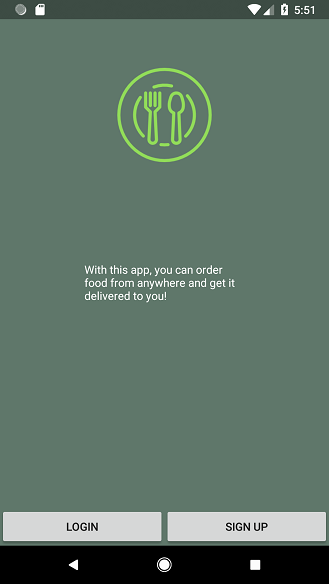 5:51
With this app, you can order
food from anywhere and get it
delivered to you!
LOGIN
SIGN UP